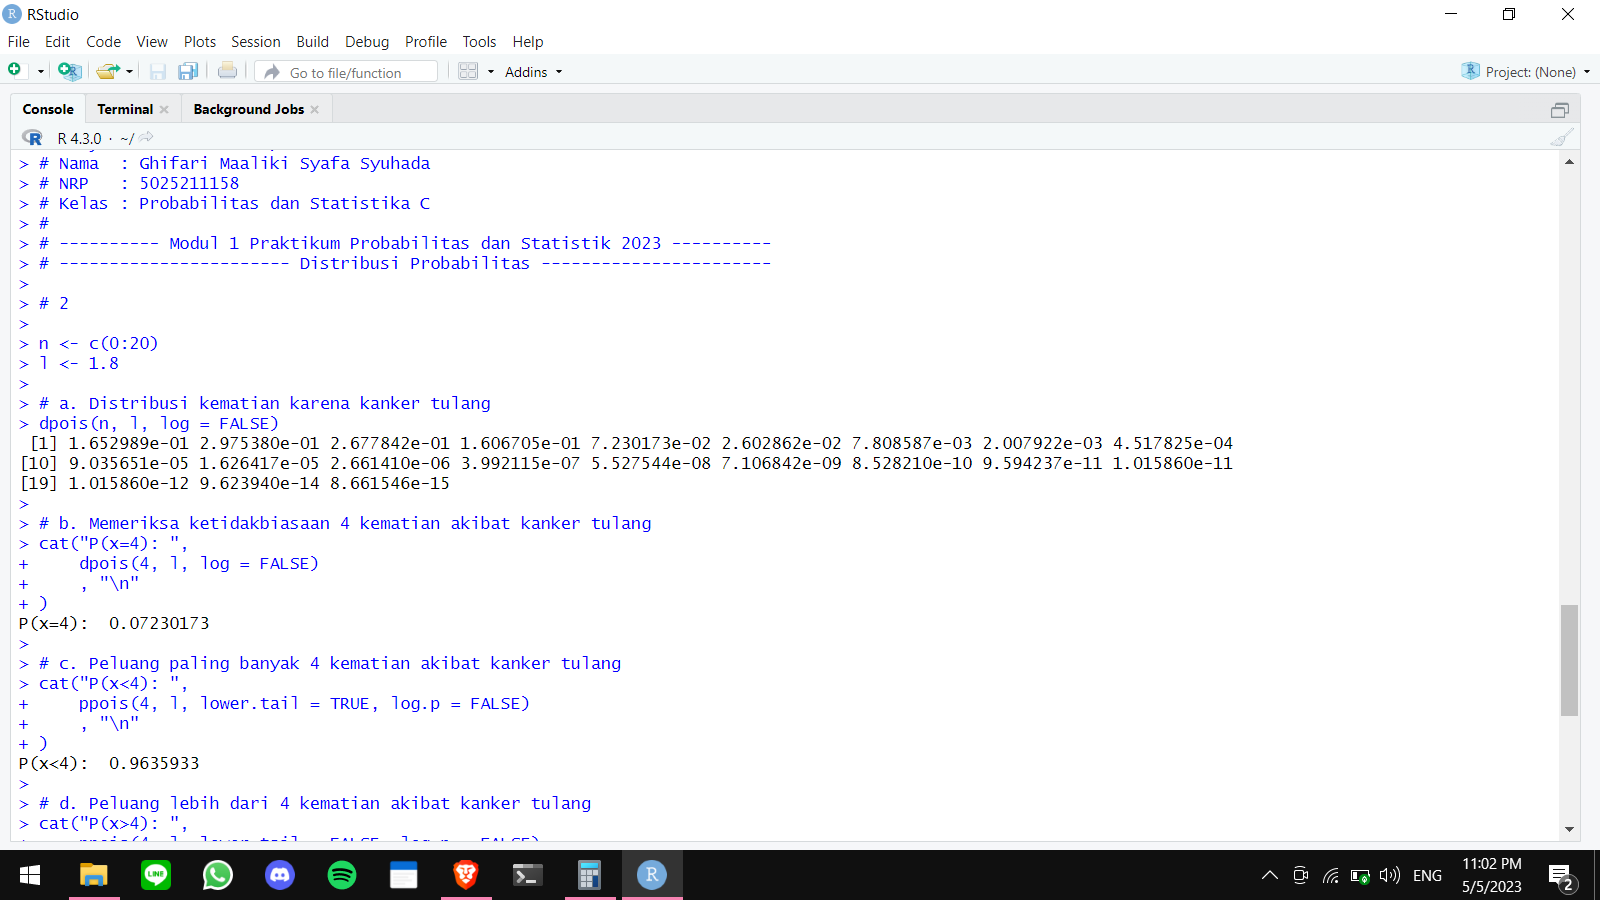 RStudio
File Edit Code View Plots Session Build Debug Profile Tools Help
Go to file/function Addins Project: (None)
Console Terminal Background Jobs
R 4.3.0 · ~/
> # Nama  : Ghifari Maaliki Syafa Syuhada
> # NRP   : 5025211158
> # Kelas : Probabilitas dan Statistika C
> #
> # ---------- Modul 1 Praktikum Probabilitas dan Statistik 2023 ----------
> # ----------------------- Distribusi Probabilitas -----------------------
>
> # 2
>
> n <- c(0:20)
> l <- 1.8
>
> # a. Distribusi kematian karena kanker tulang
> dpois(n, l, log = FALSE)
 [1] 1.652989e-01 2.975380e-01 2.677842e-01 1.606705e-01 7.230173e-02 2.602862e-02 7.808587e-03 2.007922e-03 4.517825e-04
[10] 9.035651e-05 1.626417e-05 2.661410e-06 3.992115e-07 5.527544e-08 7.106842e-09 8.528210e-10 9.594237e-11 1.015860e-11
[19] 1.015860e-12 9.623940e-14 8.661546e-15
>
> # b. Memeriksa ketidakbiasaan 4 kematian akibat kanker tulang
> cat("P(x=4): ",
+     dpois(4, l, log = FALSE)
+     , "\n"
+ )
P(x=4):  0.07230173
>
> # c. Peluang paling banyak 4 kematian akibat kanker tulang
> cat("P(x<4): ",
+     ppois(4, l, lower.tail = TRUE, log.p = FALSE)
+     , "\n"
+ )
P(x<4):  0.9635933
>
> # d. Peluang lebih dari 4 kematian akibat kanker tulang
> cat("P(x>4): ",
LINE
ENG
11:02 PM
5/5/2023
2